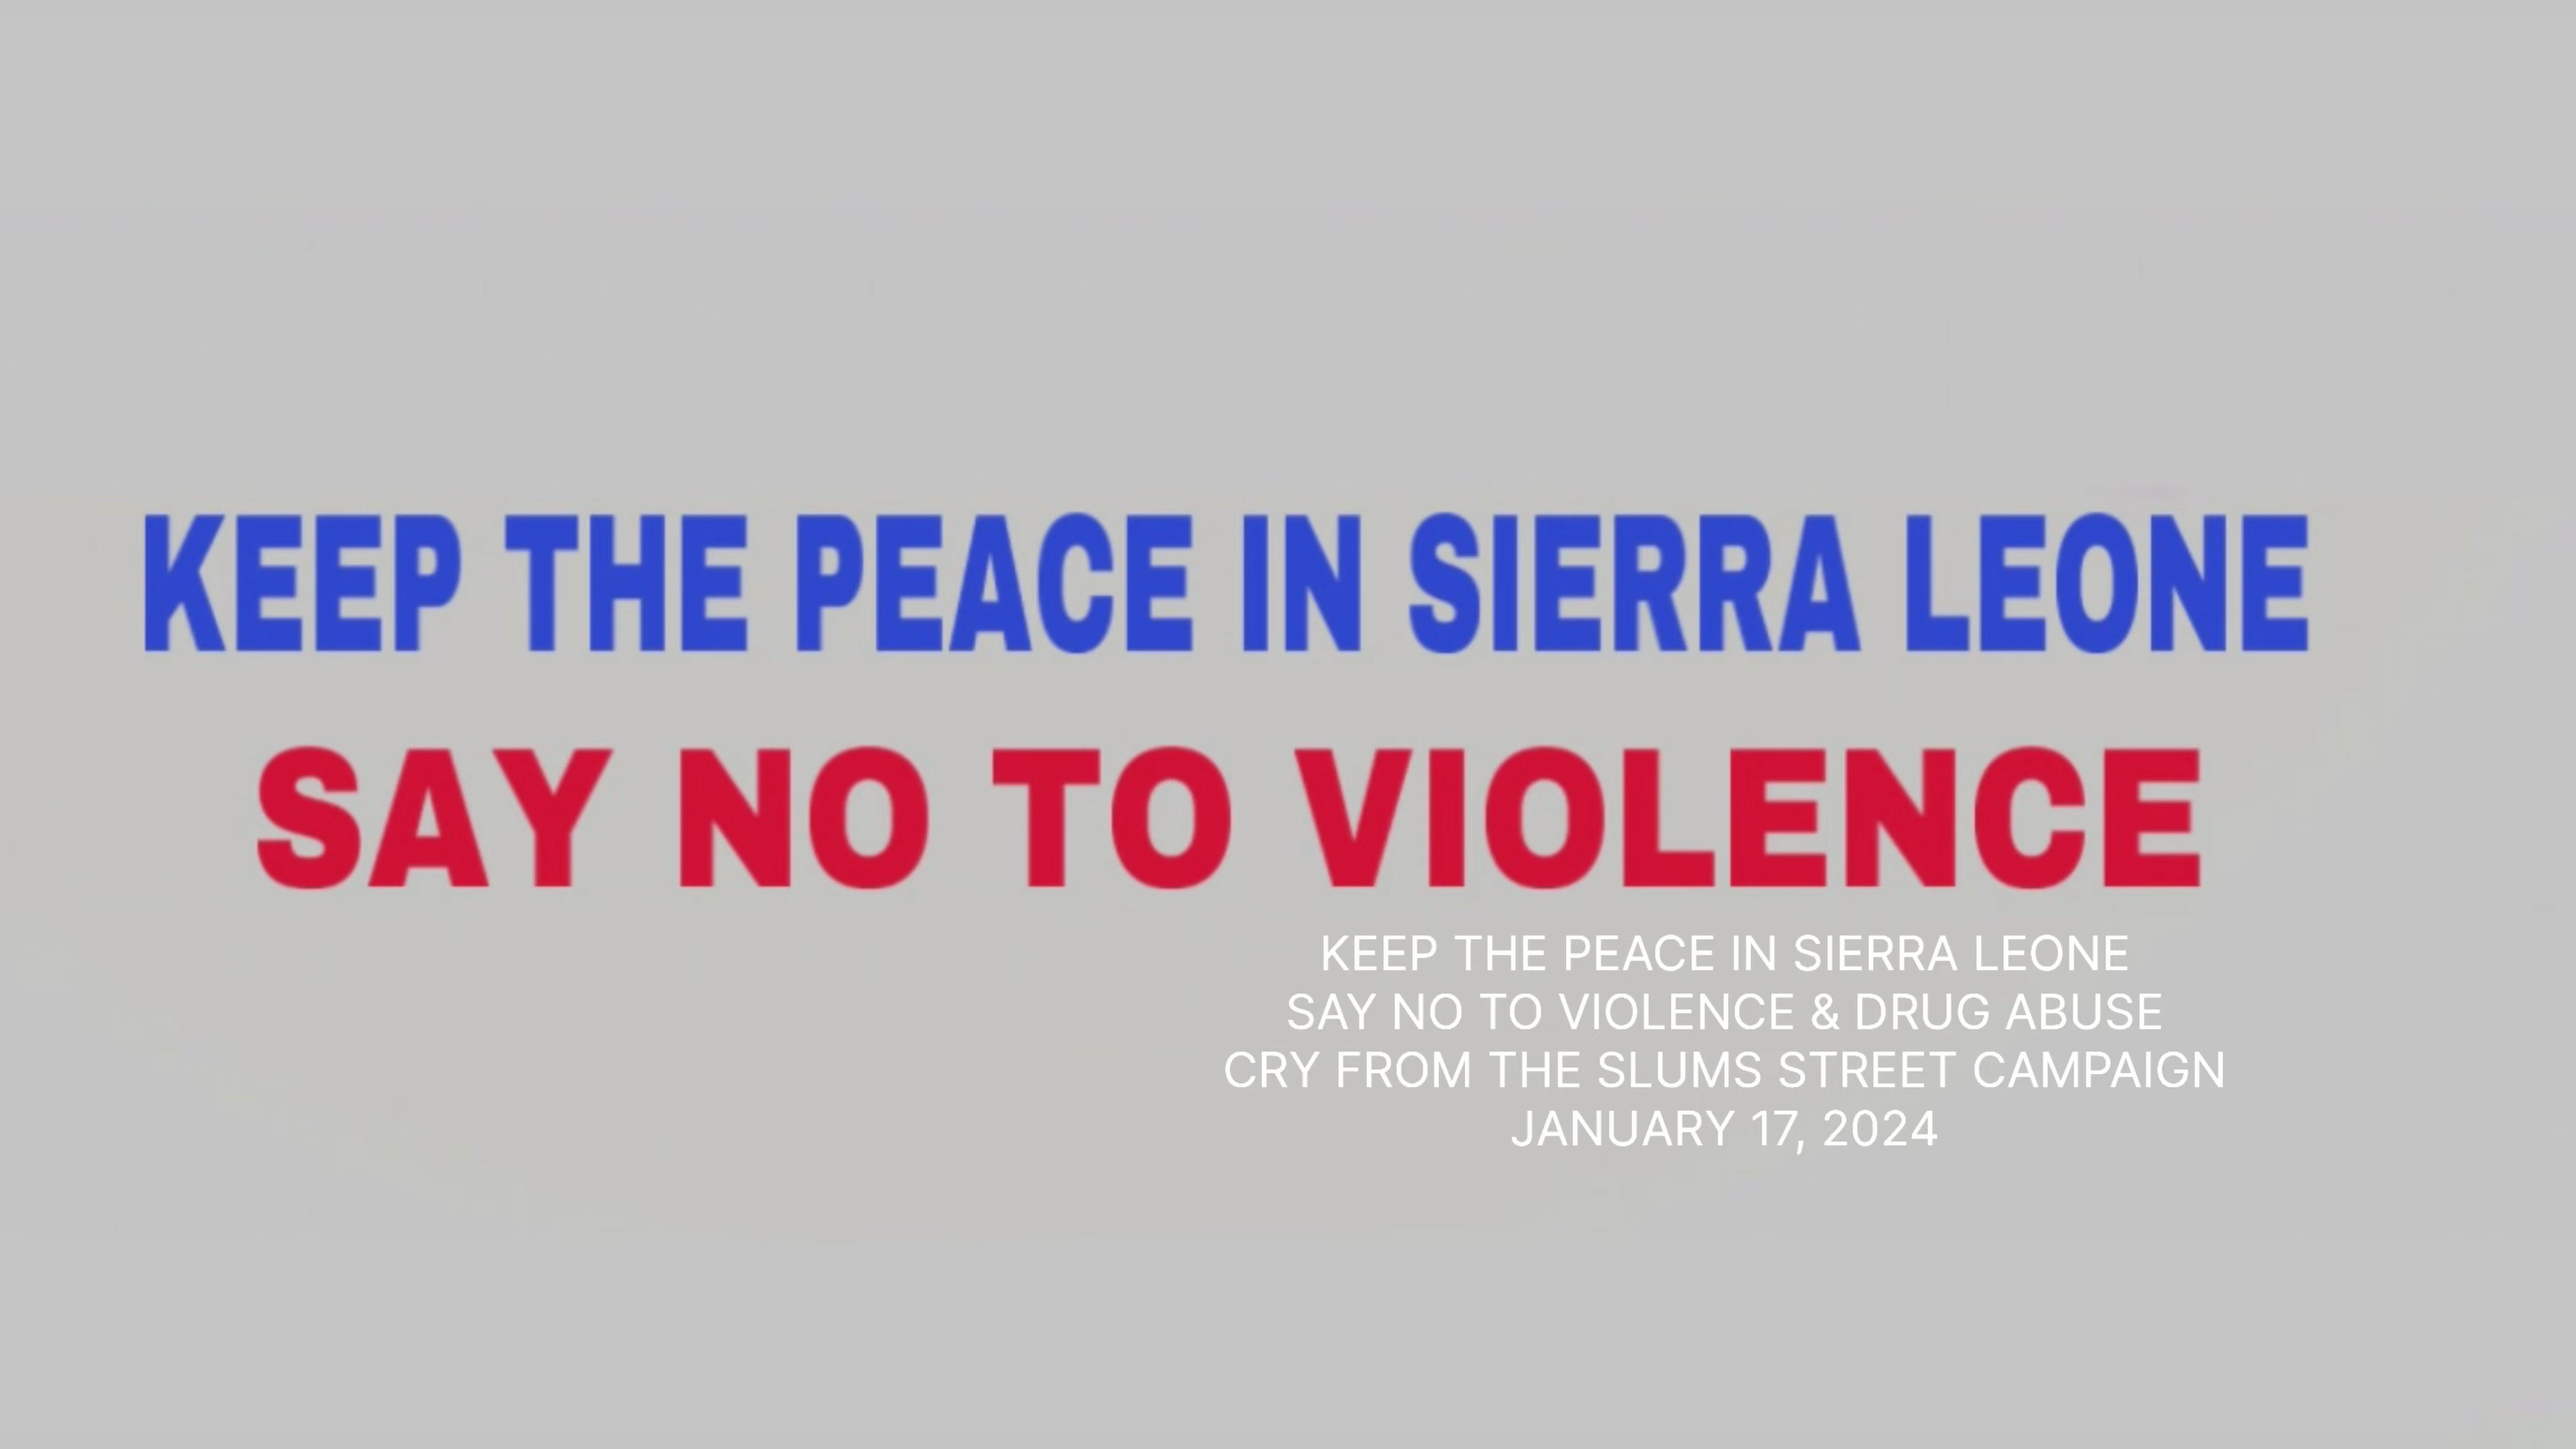 KEEP THE PEACE IN SIERRA LEONE
SAY NO TO VIOLENCE
KEEP THE PEACE IN SIERRA LEONE
SAY NO TO VIOLENCE & DRUG ABUSE
CRY FROM THE SLUMS STREET CAMPAIGN
JANUARY 17, 2024